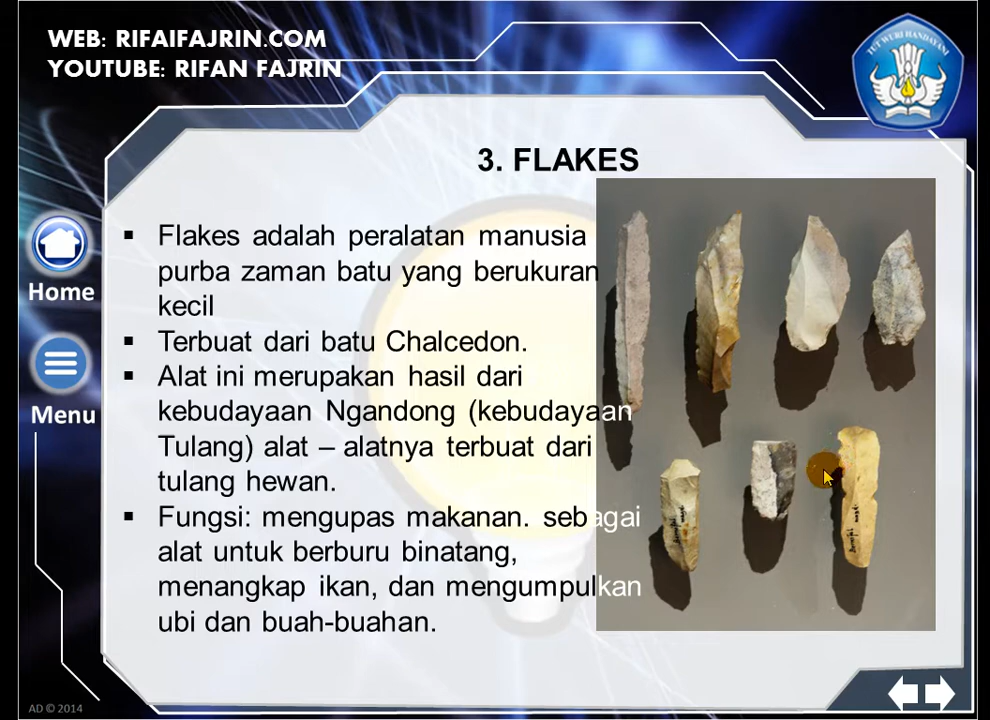 WEB: RIFAIFAJRIN.COM
YOUTUBE: RIFAN FAJRIN
TUT WURI HANDAYANI
3. FLAKES
▪ Flakes adalah peralatan manusia
purba zaman batu yang berukuran
kecil
▪ Terbuat dari batu Chalcedon.
▪ Alat ini merupakan hasil dari
kebudayaan Ngandong (kebudayaan
Tulang) alat – alatnya terbuat dari
tulang hewan.
▪ Fungsi: mengupas makanan. sebagai
alat untuk berburu binatang,
menangkap ikan, dan mengumpulkan
ubi dan buah-buahan.
Home
Menu
AD © 2014